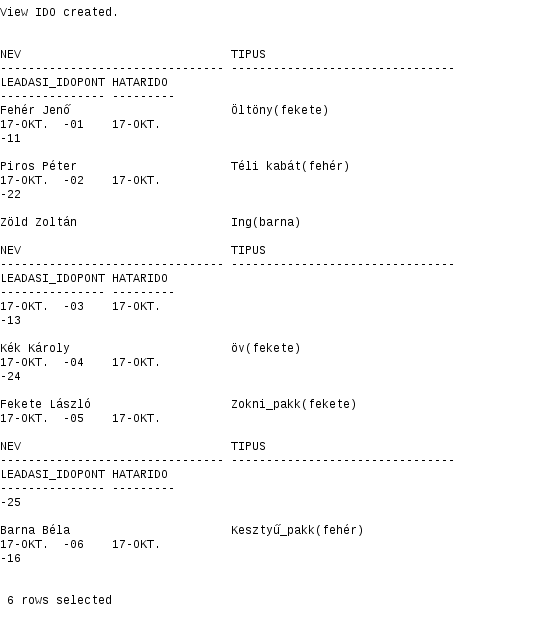 View IDO created.
NEV TIPUS
-------------------------------- --------------------------------
LEADASI_IDOPONT HATARIDO
--------------- ---------
Fehér Jenő Öltöny(fekete)
17-OKT.  -01    17-OKT.
-11
Piros Péter Téli kabát(fehér)
17-OKT.  -02    17-OKT.
-22
Zöld Zoltán Ing(barna)
NEV TIPUS
-------------------------------- --------------------------------
LEADASI_IDOPONT HATARIDO
--------------- ---------
17-OKT.  -03    17-OKT.
-13
Kék Károly öv(fekete)
17-OKT.  -04    17-OKT.
-24
Fekete László Zokni_pakk(fekete)
17-OKT.  -05    17-OKT.
NEV TIPUS
-------------------------------- --------------------------------
LEADASI_IDOPONT HATARIDO
--------------- ---------
-25
Barna Béla Kesztyű_pakk(fehér)
17-OKT.  -06    17-OKT.
-16
6 rows selected